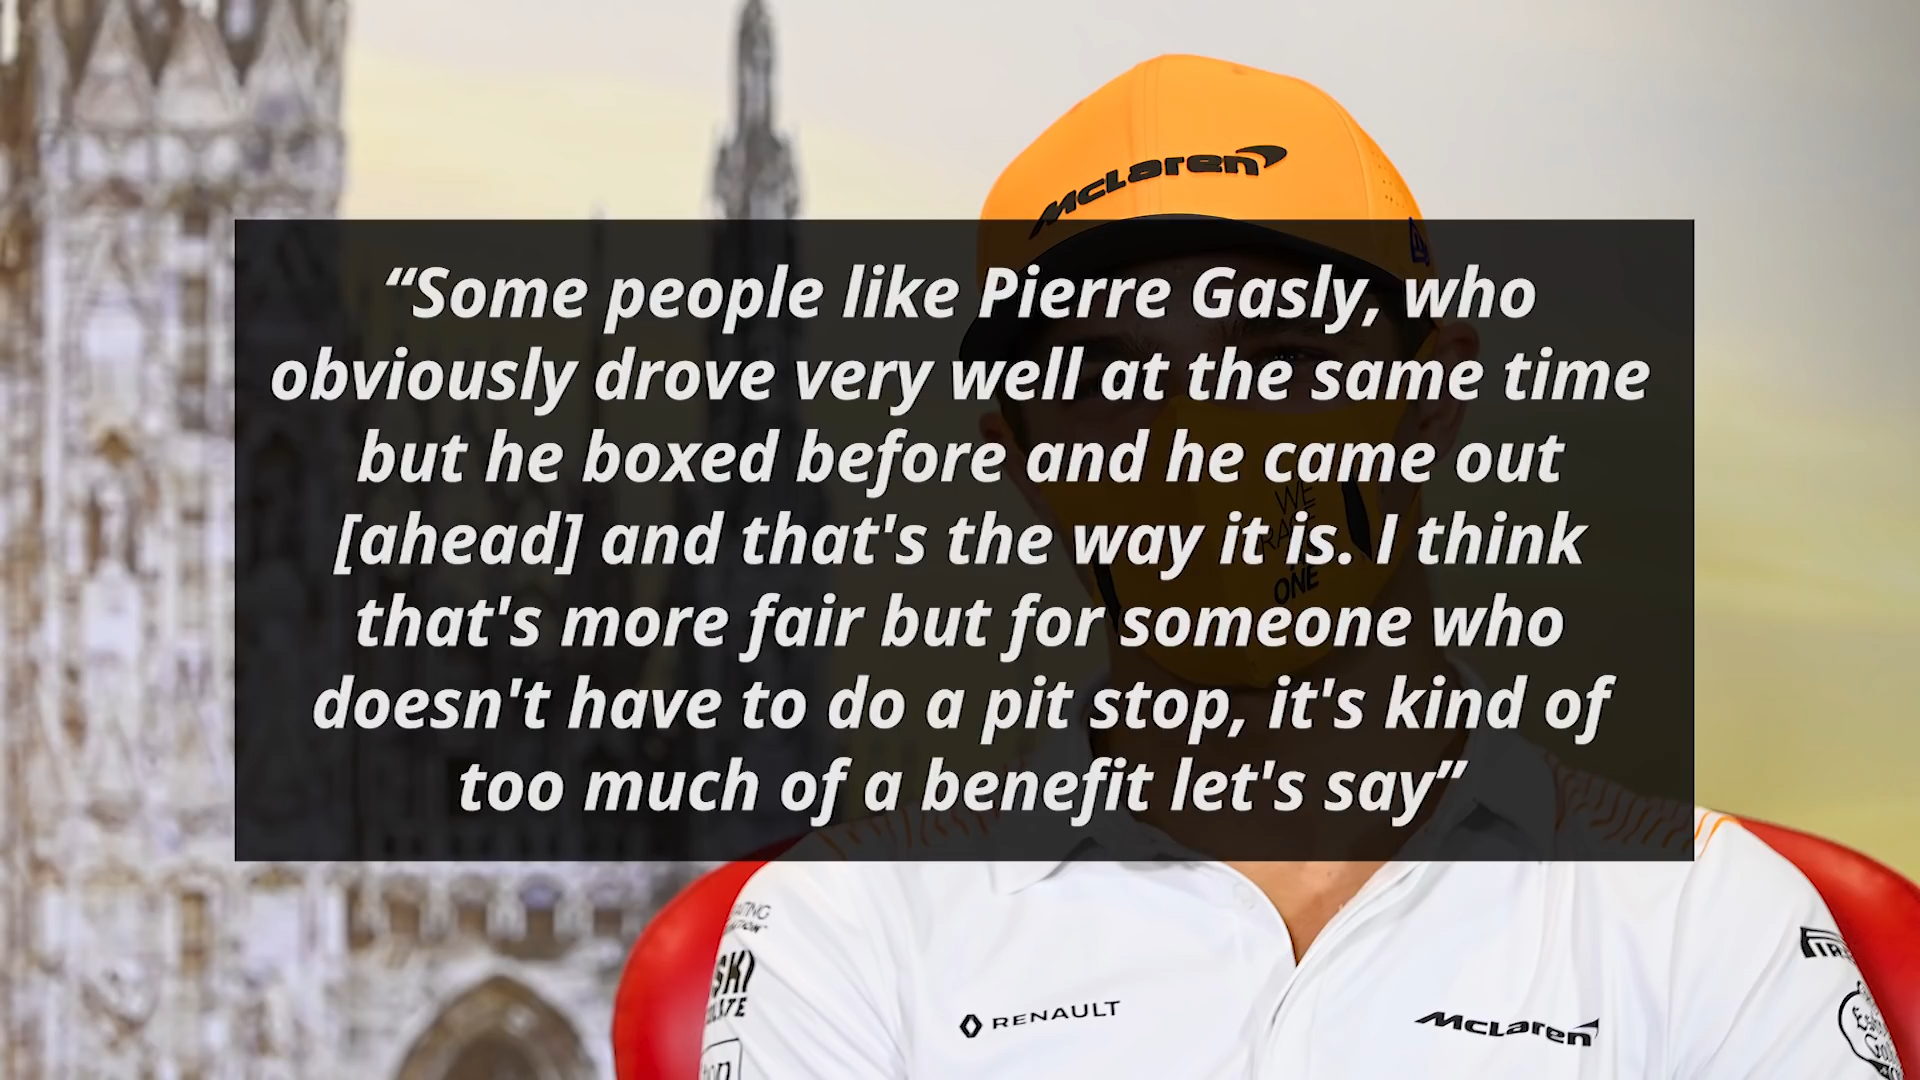 McLaren
“Some people like Pierre Gasly, who
obviously drove very well at the same time
but he boxed before and he came out
[ahead] and that's the way it is. I think
that's more fair but for someone who
doesn't have to do a pit stop, it's kind of
too much of a benefit let's say”
WE
ONE
RENAULT
McLaren